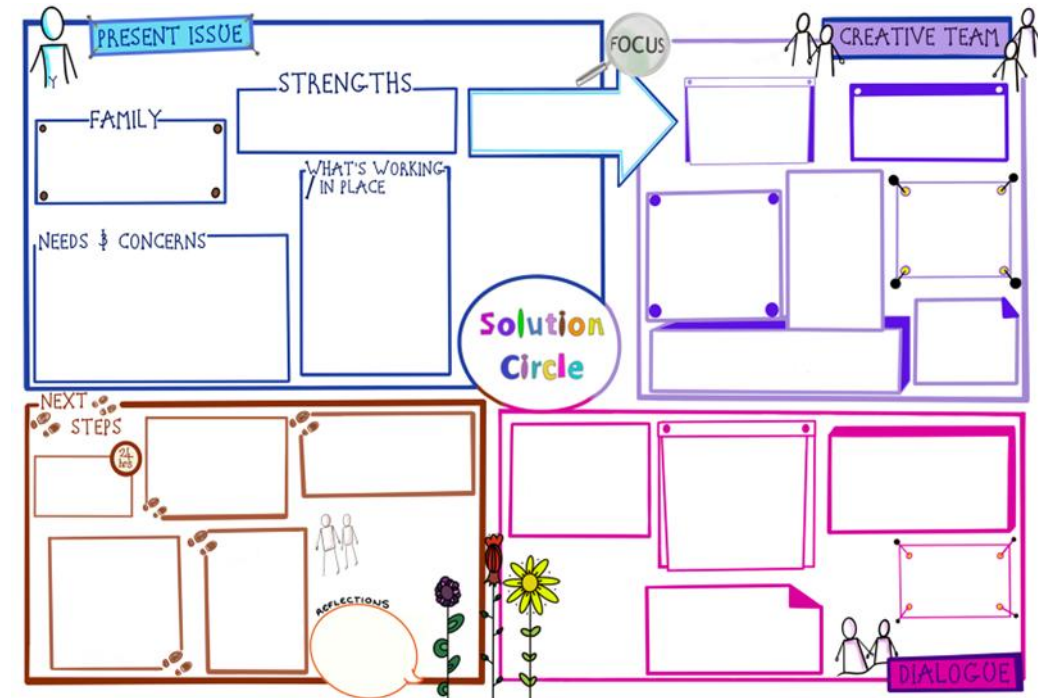 PRESENT ISSUE
STRENGTHS
FAMILY
WHAT'S WORKING
/ IN PLACE
NEEDS & CONCERNS
FOCUS
CREATIVE TEAM
Solution
Circle
NEXT
STEPS
24
hrs
REFLECTIONS
DIALOGUE
Y